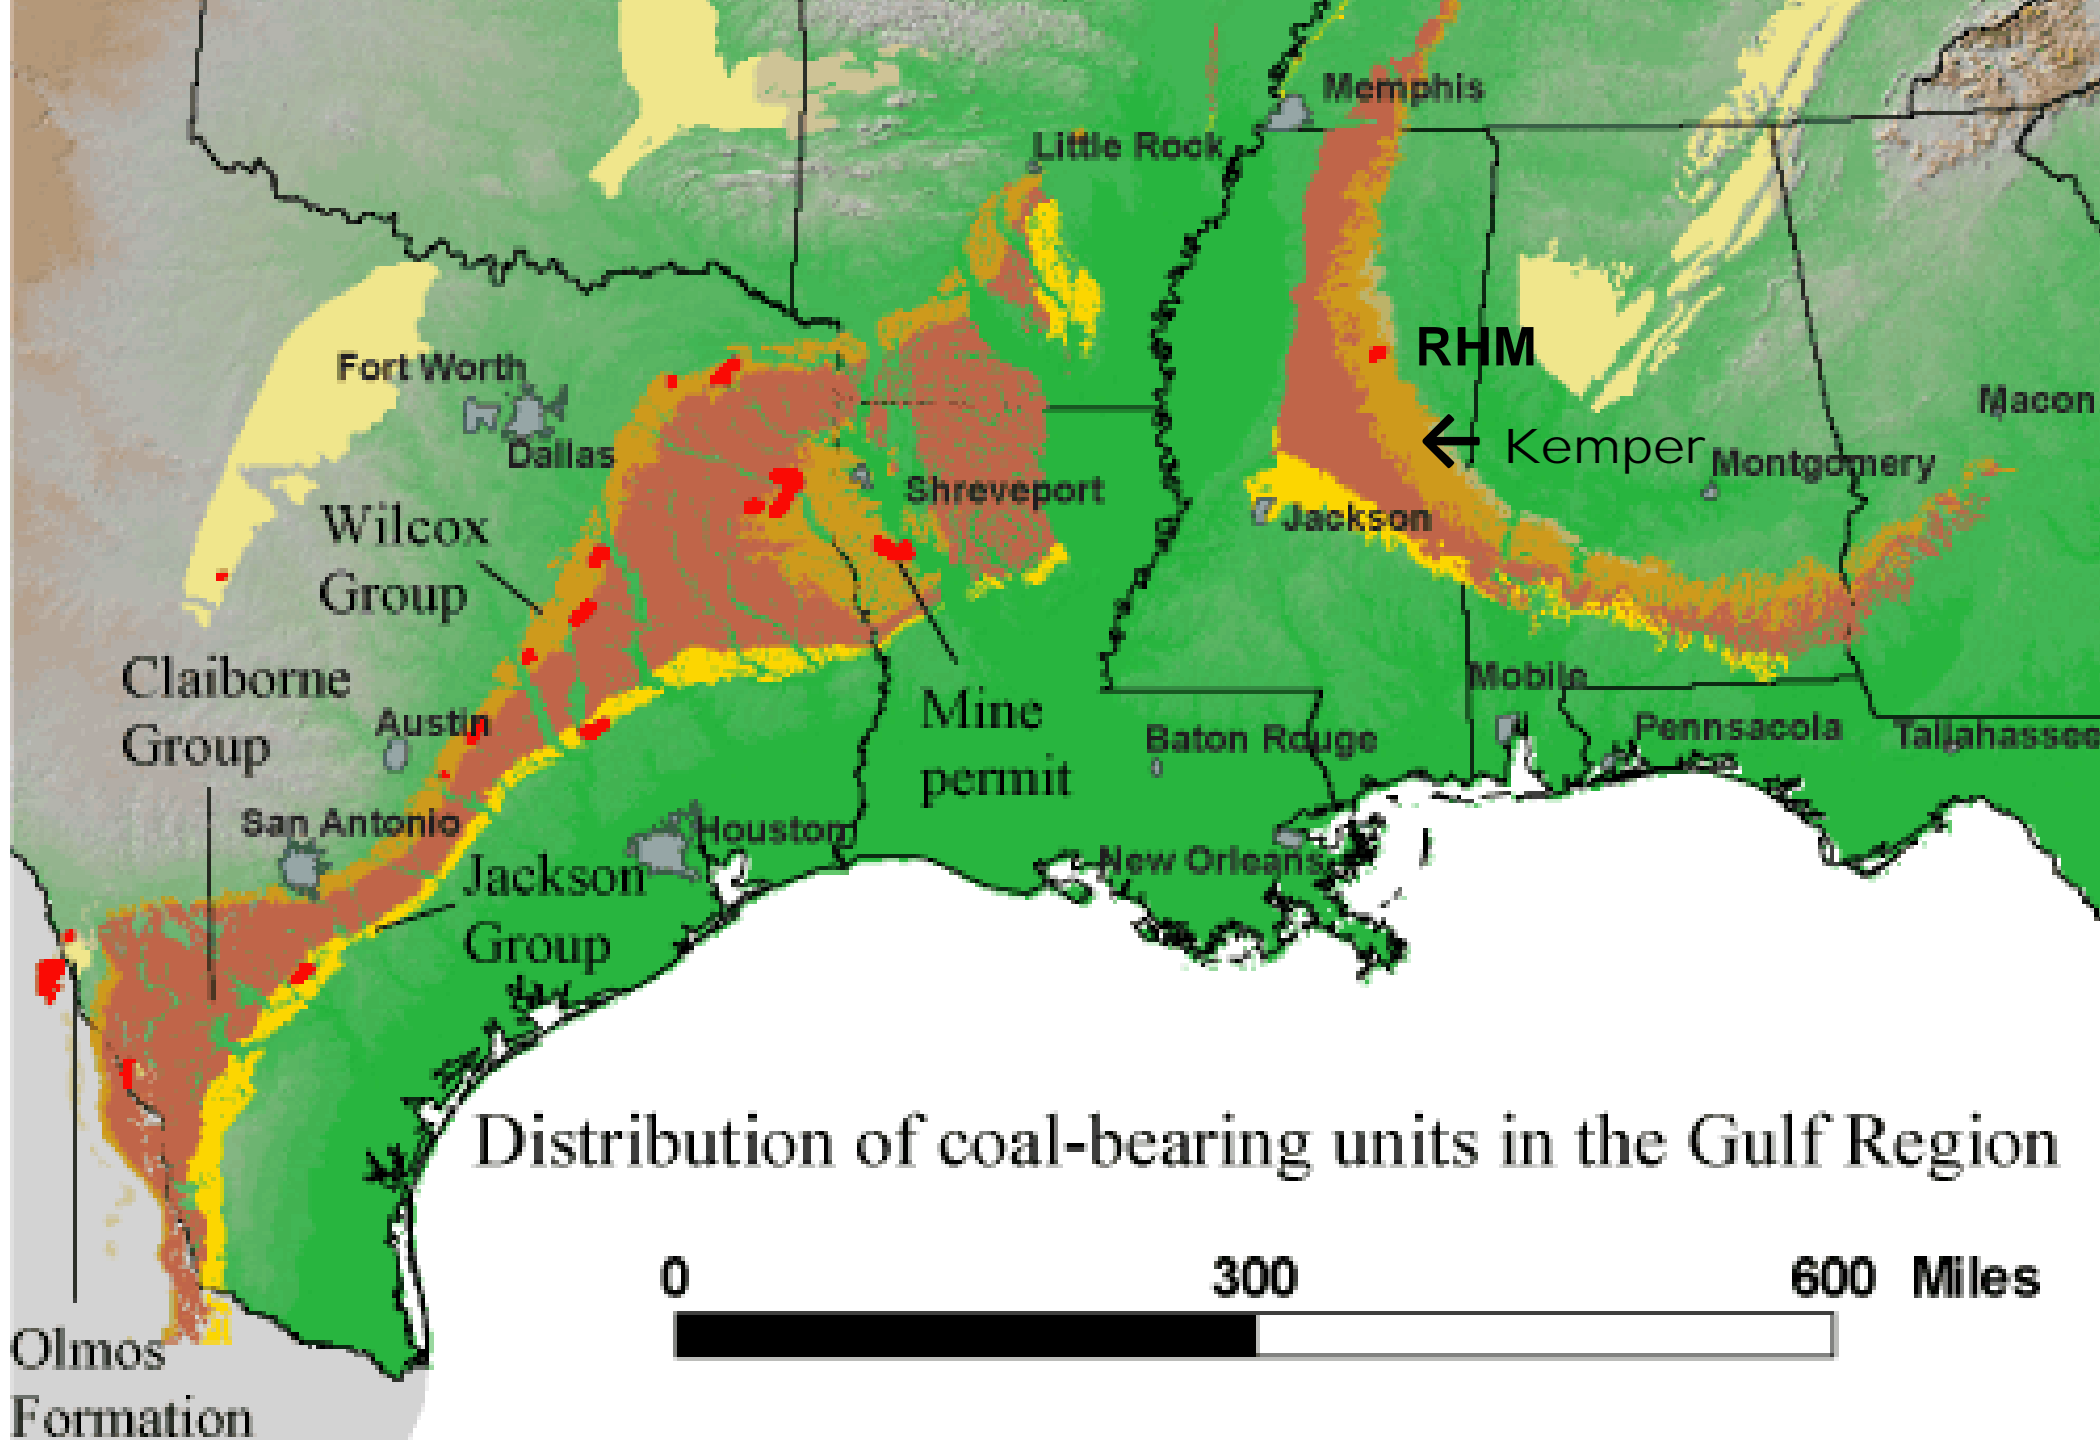 Memphis
Little Rock
RHM
Fort Worth
Macon
Dallas
Kemper
Montgomery
Shreveport
Wilcox
Group
Jackson
Claiborne
Group
Mobile
Mine
permit
Austin
Baton Rouge
Pennsacola
Tallahassee
San Antonio
Houston
New Orleans
Jackson
Group
Distribution of coal-bearing units in the Gulf Region
0 300 600 Miles
Olmos
Formation